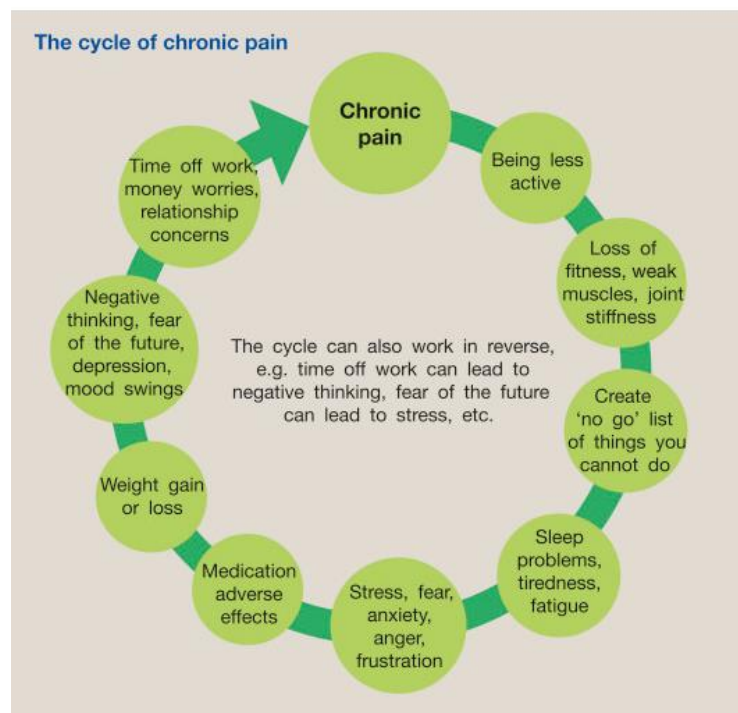 The cycle of chronic pain
Chronic
pain
Being less
active
Loss of
fitness, weak
muscles, joint
stiffness
Create
‘no go’ list
of things you
cannot do
Sleep
problems,
tiredness,
fatigue
Stress, fear,
anxiety,
anger,
frustration
Medication
adverse
effects
Weight gain
or loss
Negative
thinking, fear
of the future,
depression,
mood swings
Time off work,
money worries,
relationship
concerns
The cycle can also work in reverse,
e.g. time off work can lead to
negative thinking, fear of the future
can lead to stress, etc.